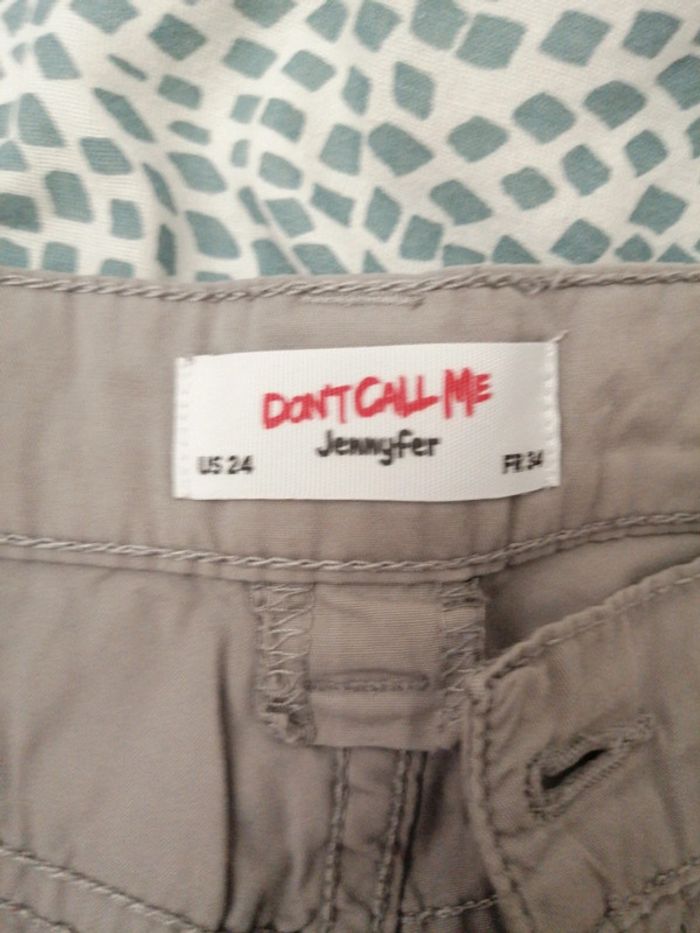 DON'T CALL ME
Jennyfer
US 24
FR 34